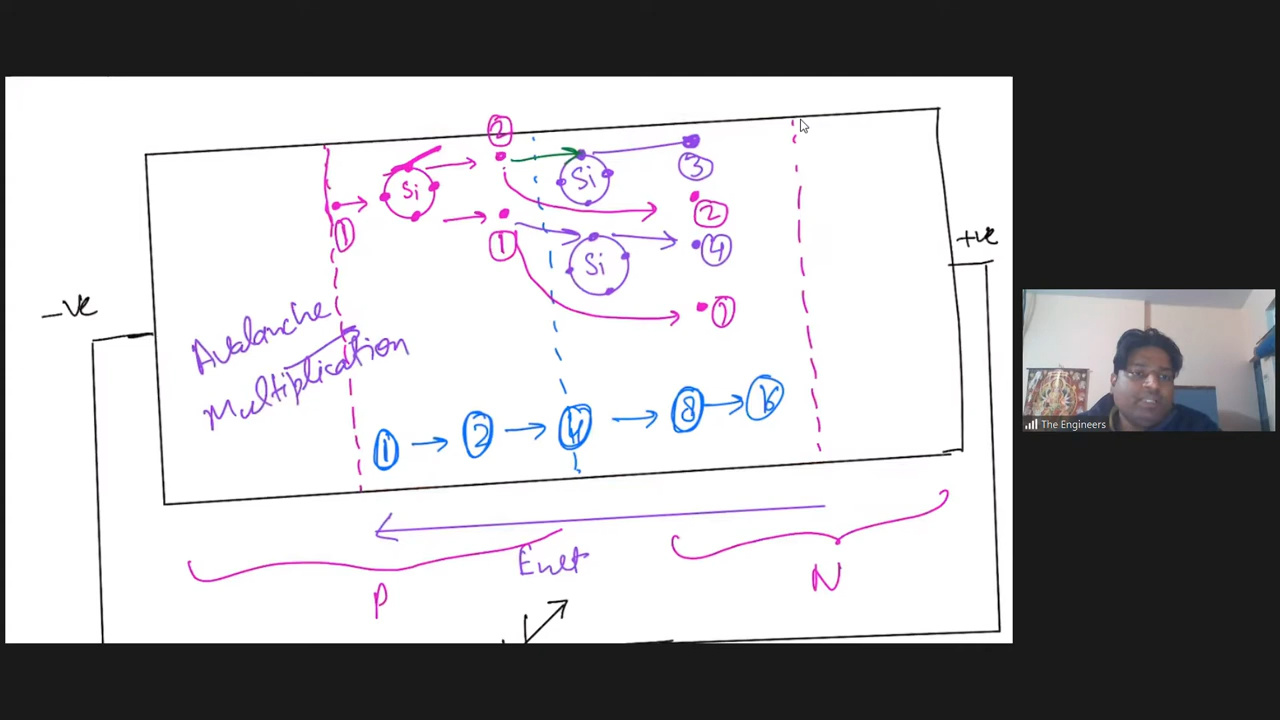 2
Si
Si
3
1
2
1
4
Si
+ve
-ve
1
Avalanche
Multiplication
1 → 2 → 4 → 8 → 16
Enet
P
N
The Engineers